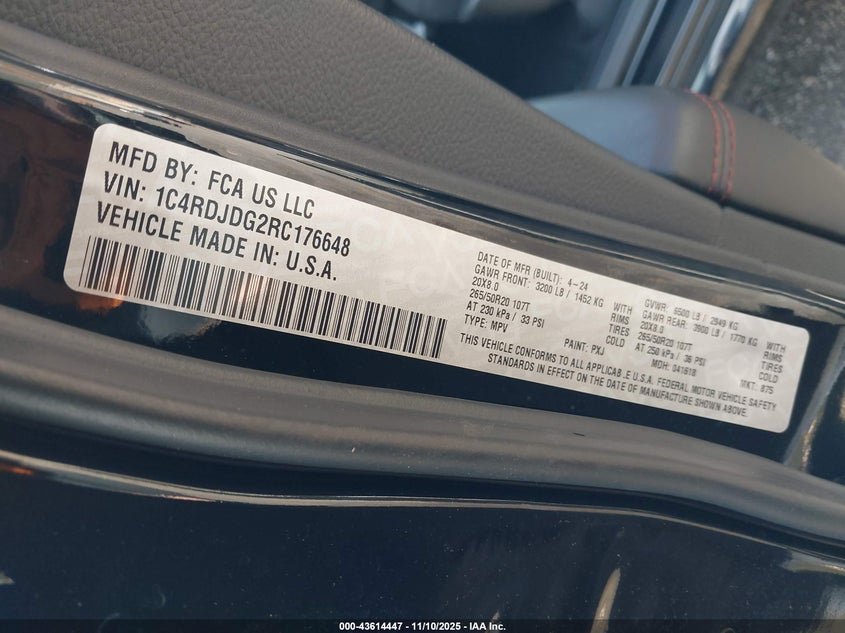 MFD BY: FCA US LLC
VIN: 1C4RDJDG2RC176648
VEHICLE MADE IN: U.S.A.
DATE OF MFR (BUILT): 4-24
GAWR FRONT: 3200 LB / 1452 KG WITH
20X8.0 RIMS
265/50R20 107T TIRES
AT 230 kPa / 33 PSI COLD
TYPE: MPV
PAINT: PXJ
GVWR: 6500 LB / 2949 KG
GAWR REAR: 3900 LB / 1770 KG WITH
20X8.0 RIMS
265/50R20 107T TIRES
AT 250 kPa / 36 PSI COLD
MDH: 041618
MKT: 87S
THIS VEHICLE CONFORMS TO ALL APPLICAB.E U.S.A. FEDERAL MOTOR VEHICLE SAFETY
STANDARDS IN EFFECT ON THE DATE OF MANUFACTURE SHOWN ABOVE.
000-43614447 - 11/10/2025 - IAA Inc.